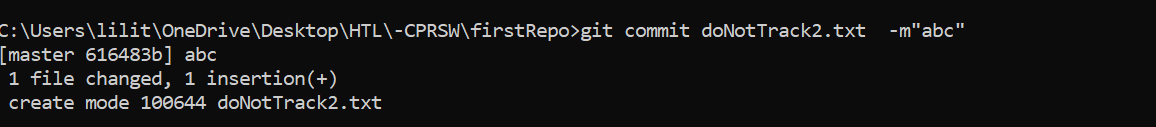 C:\Users\lilit\OneDrive\Desktop\HTL\-CPRSW\firstRepo>git commit doNotTrack2.txt  -m"abc"
[master 616483b] abc
 1 file changed, 1 insertion(+)
 create mode 100644 doNotTrack2.txt